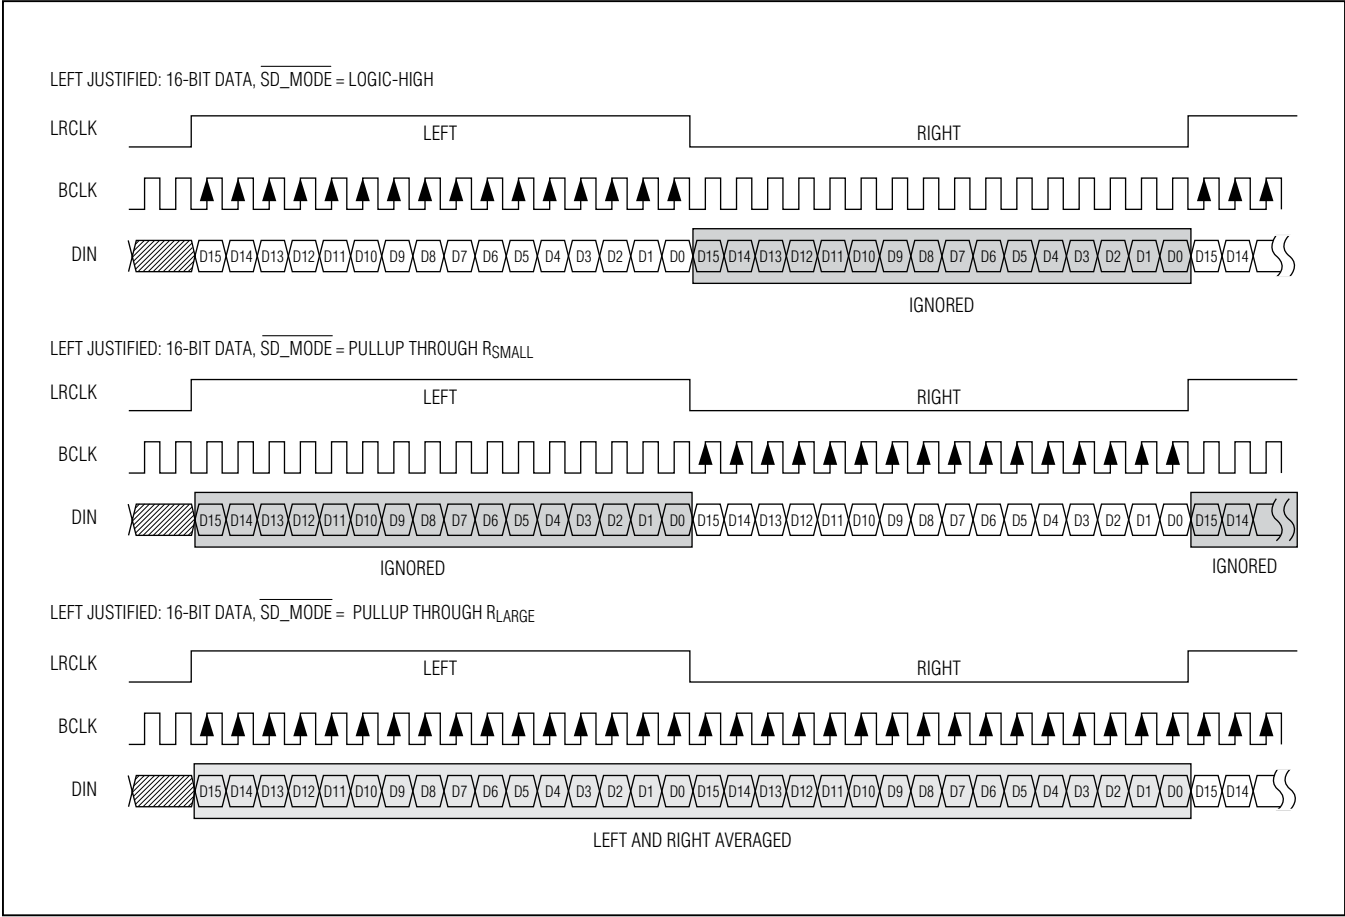 LEFT JUSTIFIED: 16-BIT DATA, SD_MODE = LOGIC-HIGH
LRCLK LEFT RIGHT
BCLK
DIN D15 D14 D13 D12 D11 D10 D9 D8 D7 D6 D5 D4 D3 D2 D1 D0 D15 D14 D13 D12 D11 D10 D9 D8 D7 D6 D5 D4 D3 D2 D1 D0 D15 D14
IGNORED
LEFT JUSTIFIED: 16-BIT DATA, SD_MODE = PULLUP THROUGH RSMALL
LRCLK LEFT RIGHT
BCLK
DIN D15 D14 D13 D12 D11 D10 D9 D8 D7 D6 D5 D4 D3 D2 D1 D0 D15 D14 D13 D12 D11 D10 D9 D8 D7 D6 D5 D4 D3 D2 D1 D0 D15 D14
IGNORED IGNORED
LEFT JUSTIFIED: 16-BIT DATA, SD_MODE = PULLUP THROUGH RLARGE
LRCLK LEFT RIGHT
BCLK
DIN D15 D14 D13 D12 D11 D10 D9 D8 D7 D6 D5 D4 D3 D2 D1 D0 D15 D14 D13 D12 D11 D10 D9 D8 D7 D6 D5 D4 D3 D2 D1 D0 D15 D14
LEFT AND RIGHT AVERAGED